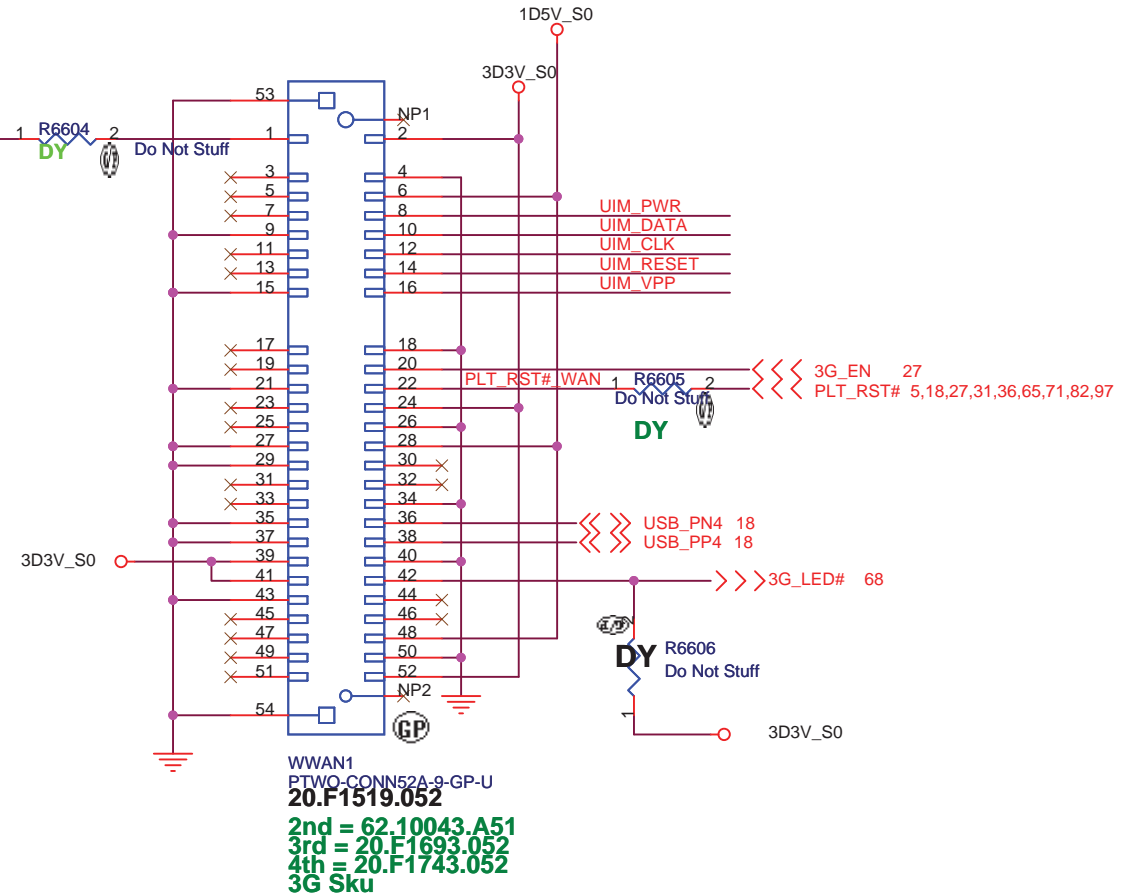 1D5V_S0
3D3V_S0
53
NP1
1 R6604 2
DY
Do Not Stuff
1 2
3 4
5 6
7 8 UIM_PWR
9 10 UIM_DATA
11 12 UIM_CLK
13 14 UIM_RESET
15 16 UIM_VPP
17 18
19 20 3G_EN 27
21 22 PLT_RST#_WAN 1 R6605 2 PLT_RST# 5,18,27,31,36,65,71,82,97
Do Not Stuff
DY
23 24
25 26
27 28
29 30
31 32
33 34
35 36 USB_PN4 18
37 38 USB_PP4 18
3D3V_S0 39 40
41 42 3G_LED# 68
43 44
45 46
47 48
2
DY R6606
Do Not Stuff
1
49 50
51 52
NP2
54
3D3V_S0
GP
WWAN1
PTWO-CONN52A-9-GP-U
20.F1519.052
2nd = 62.10043.A51
3rd = 20.F1693.052
4th = 20.F1743.052
3G Sku